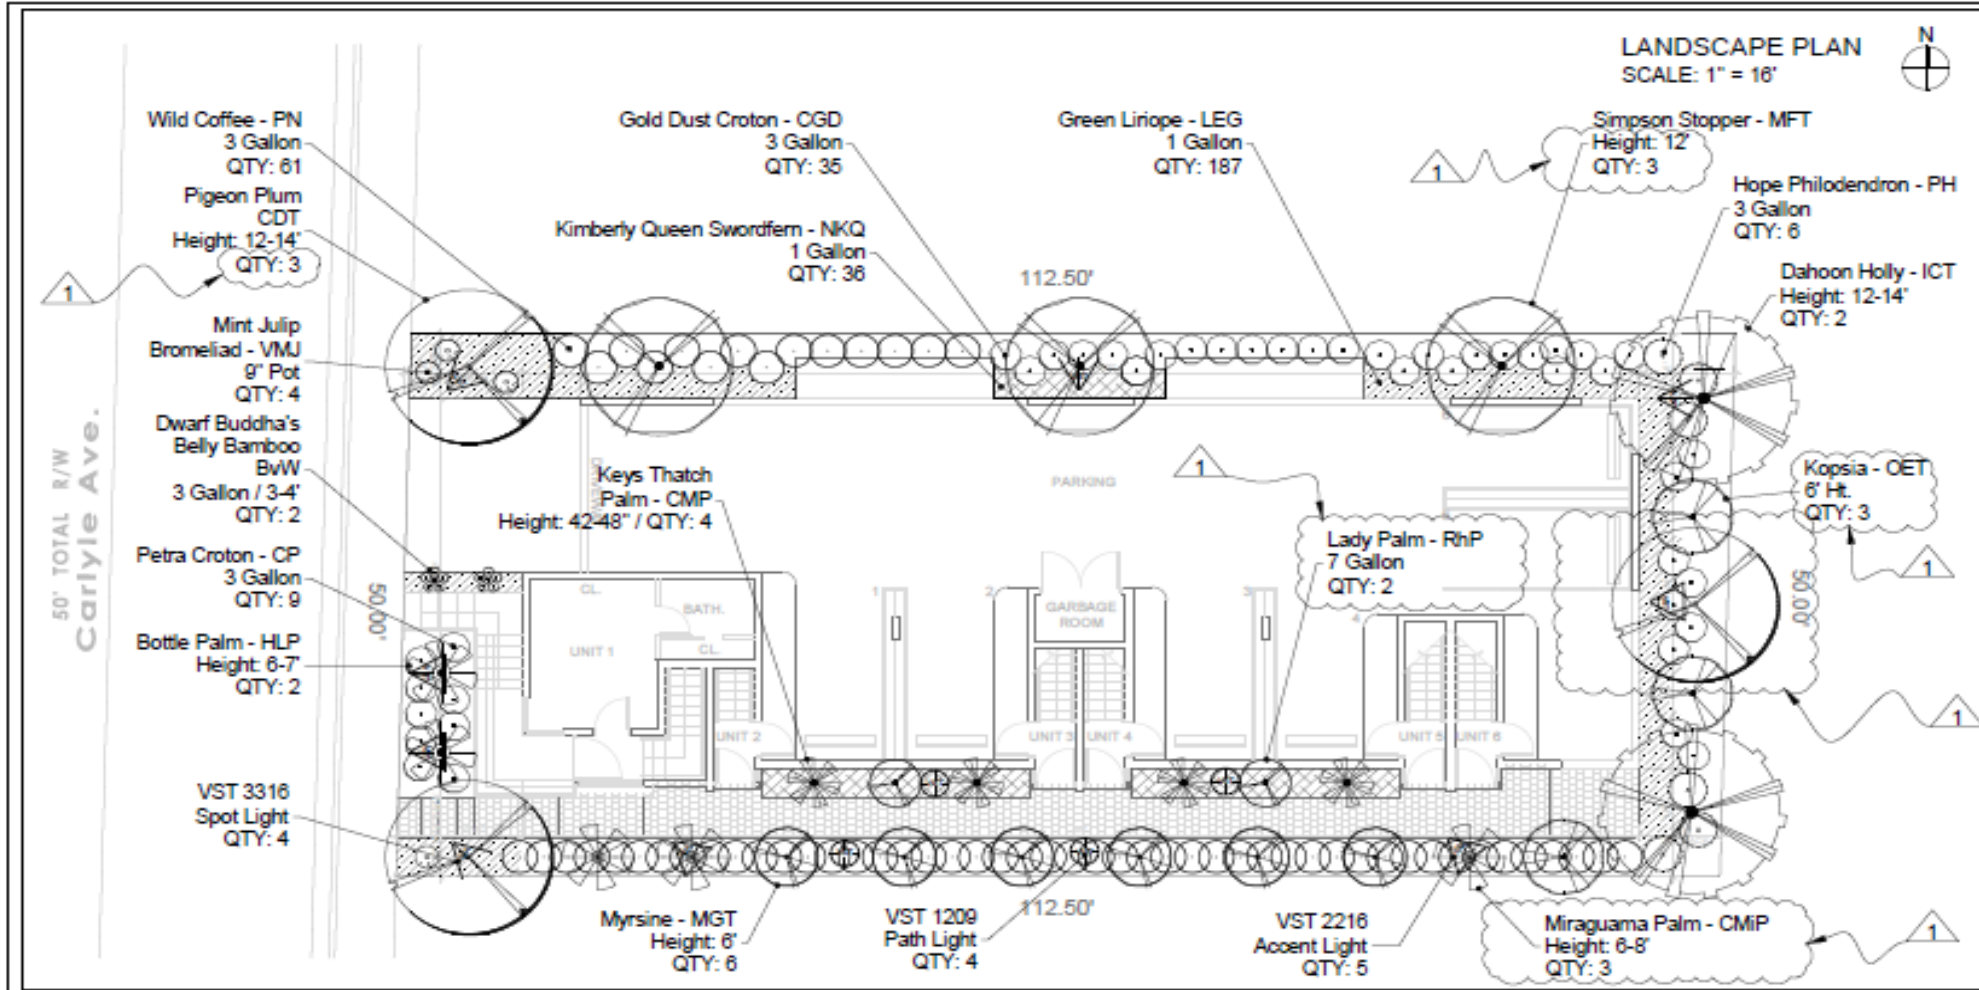 LANDSCAPE PLAN
SCALE: 1" = 16'
N
Wild Coffee - PN
3 Gallon
QTY: 61
Gold Dust Croton - CGD
3 Gallon
QTY: 35
Green Liriope - LEG
1 Gallon
QTY: 187
Simpson Stopper - MFT
Height: 12'
QTY: 3
1
Pigeon Plum
CDT
Height: 12-14'
QTY: 3
1
Kimberly Queen Swordfern - NKQ
1 Gallon
QTY: 36
112.50'
Hope Philodendron - PH
3 Gallon
QTY: 6
Dahoon Holly - ICT
Height: 12-14'
QTY: 2
Mint Julip
Bromeliad - VMJ
9" Pot
QTY: 4
Dwarf Buddha's
Belly Bamboo
BvW
3 Gallon / 3-4'
QTY: 2
50' TOTAL R/W
Carlyle Ave.
Keys Thatch
Palm - CMP
Height: 42-48" / QTY: 4
PARKING
1
Lady Palm - RhP
7 Gallon
QTY: 2
Kopsia - OET
6' Ht.
QTY: 3
1
Petra Croton - CP
3 Gallon
QTY: 9
50.00'
CL.
BATH.
UNIT 1
CL.
1
2
GARBAGE
ROOM
3
4
50.00'
Bottle Palm - HLP
Height: 6-7'
QTY: 2
UNIT 2
UNIT 3
UNIT 4
UNIT 5
UNIT 6
1
VST 3316
Spot Light
QTY: 4
Myrsine - MGT
Height: 6'
QTY: 6
VST 1209
Path Light
QTY: 4
112.50'
VST 2216
Accent Light
QTY: 5
Miraguama Palm - CMiP
Height: 6-8'
QTY: 3
1